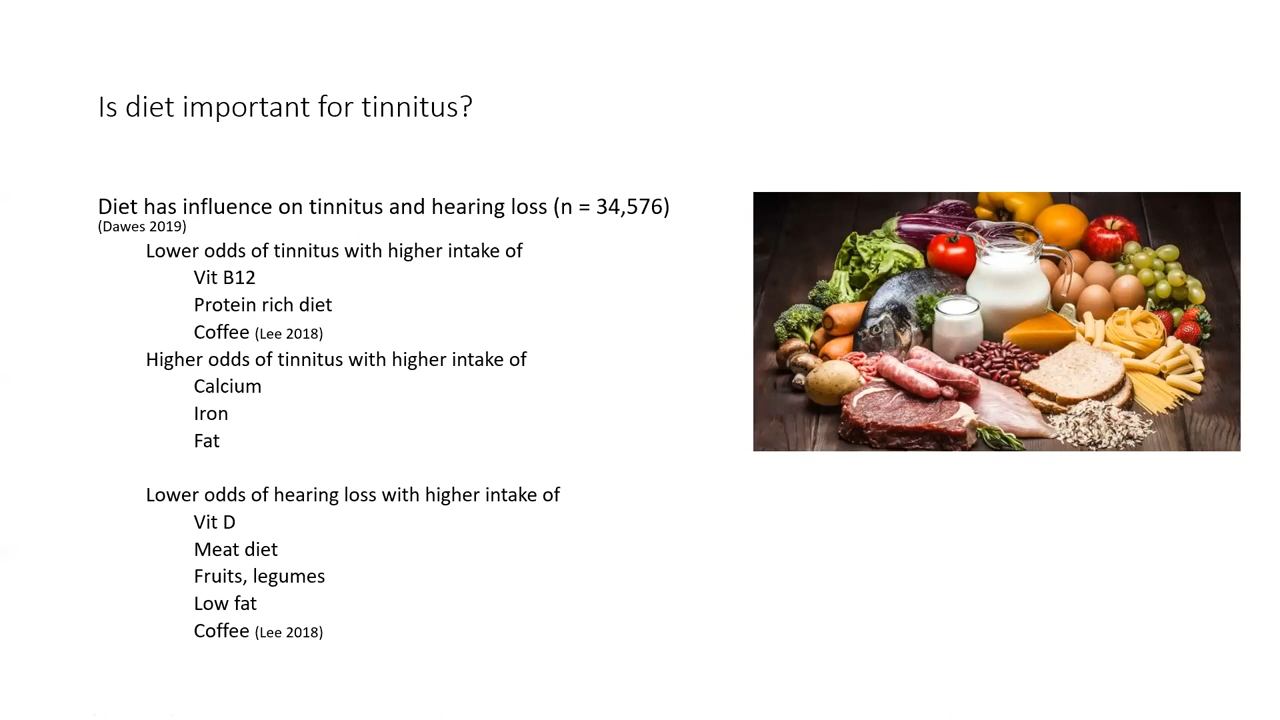 Is diet important for tinnitus?
Diet has influence on tinnitus and hearing loss (n = 34,576)
(Dawes 2019)
Lower odds of tinnitus with higher intake of
Vit B12
Protein rich diet
Coffee (Lee 2018)
Higher odds of tinnitus with higher intake of
Calcium
Iron
Fat
Lower odds of hearing loss with higher intake of
Vit D
Meat diet
Fruits, legumes
Low fat
Coffee (Lee 2018)